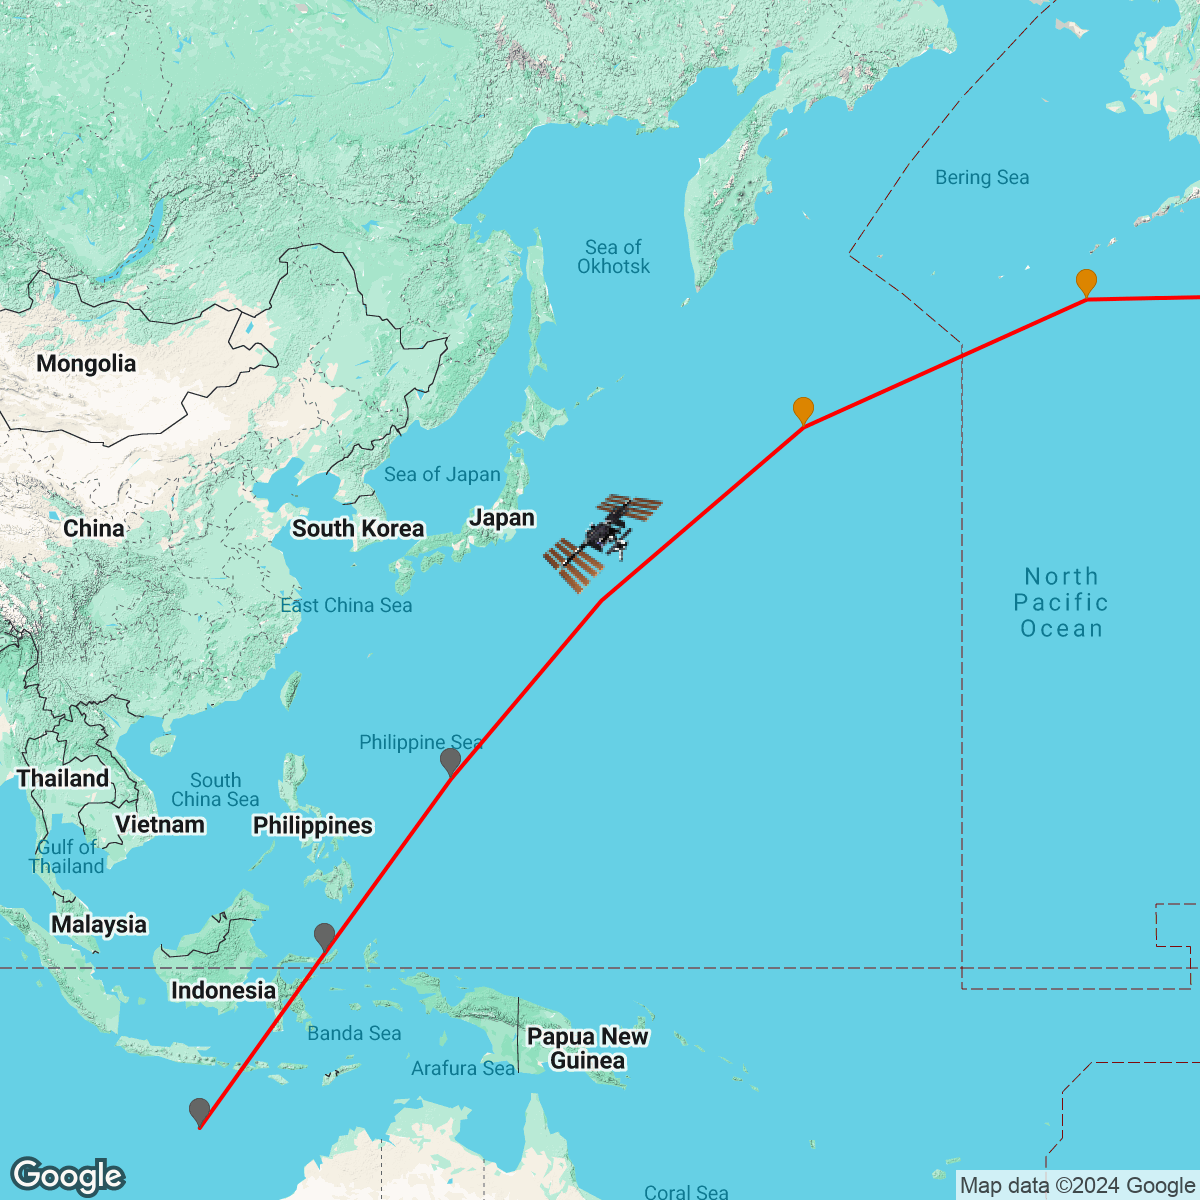 Bering Sea
Sea of
Okhotsk
Mongolia
Sea of Japan
China
South Korea
Japan
North
Pacific
Ocean
East China Sea
Philippine Sea
Thailand
South
China Sea
Vietnam
Philippines
Gulf of
Thailand
Malaysia
Indonesia
Banda Sea
Papua New
Guinea
Arafura Sea
Google
Coral Sea
Map data ©2024 Google